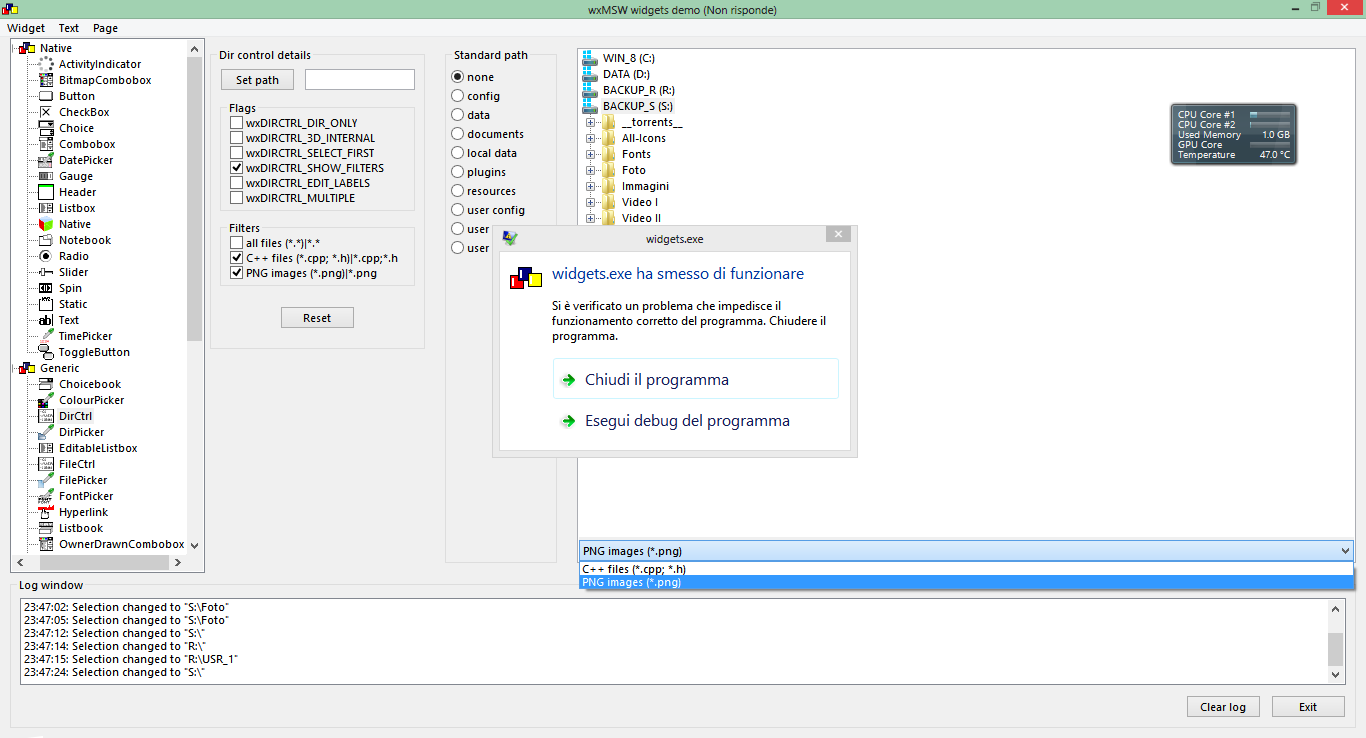 wxMSW widgets demo (Non risponde)
Widget Text Page
Native
ActivityIndicator
BitmapCombobox
Button
CheckBox
Choice
Combobox
DatePicker
Gauge
Header
Listbox
Native
Notebook
Radio
Slider
Spin
Static
Text
TimePicker
ToggleButton
Generic
Choicebook
ColourPicker
DirCtrl
DirPicker
EditableListbox
FileCtrl
FilePicker
FontPicker
Hyperlink
Listbook
OwnerDrawnCombobox
Dir control details
Set path
Flags
wxDIRCTRL_DIR_ONLY
wxDIRCTRL_3D_INTERNAL
wxDIRCTRL_SELECT_FIRST
wxDIRCTRL_SHOW_FILTERS
wxDIRCTRL_EDIT_LABELS
wxDIRCTRL_MULTIPLE
Filters
all files (*.*)|*.*
C++ files (*.cpp; *.h)|*.cpp;*.h
PNG images (*.png)|*.png
Reset
Standard path
none
config
data
documents
local data
plugins
resources
user config
user
user
WIN_8 (C:)
DATA (D:)
BACKUP_R (R:)
BACKUP_S (S:)
__torrents__
All-Icons
Fonts
Foto
Immagini
Video I
Video II
CPU Core #1
CPU Core #2
Used Memory 1.0 GB
GPU Core
Temperature 47.0 °C
widgets.exe
widgets.exe ha smesso di funzionare
Si è verificato un problema che impedisce il
funzionamento corretto del programma. Chiudere il
programma.
Chiudi il programma
Esegui debug del programma
PNG images (*.png)
C++ files (*.cpp; *.h)
PNG images (*.png)
Log window
23:47:02: Selection changed to "S:\Foto"
23:47:05: Selection changed to "S:\Foto"
23:47:12: Selection changed to "S:\"
23:47:14: Selection changed to "R:\"
23:47:15: Selection changed to "R:\USR_1"
23:47:24: Selection changed to "S:\"
Clear log
Exit